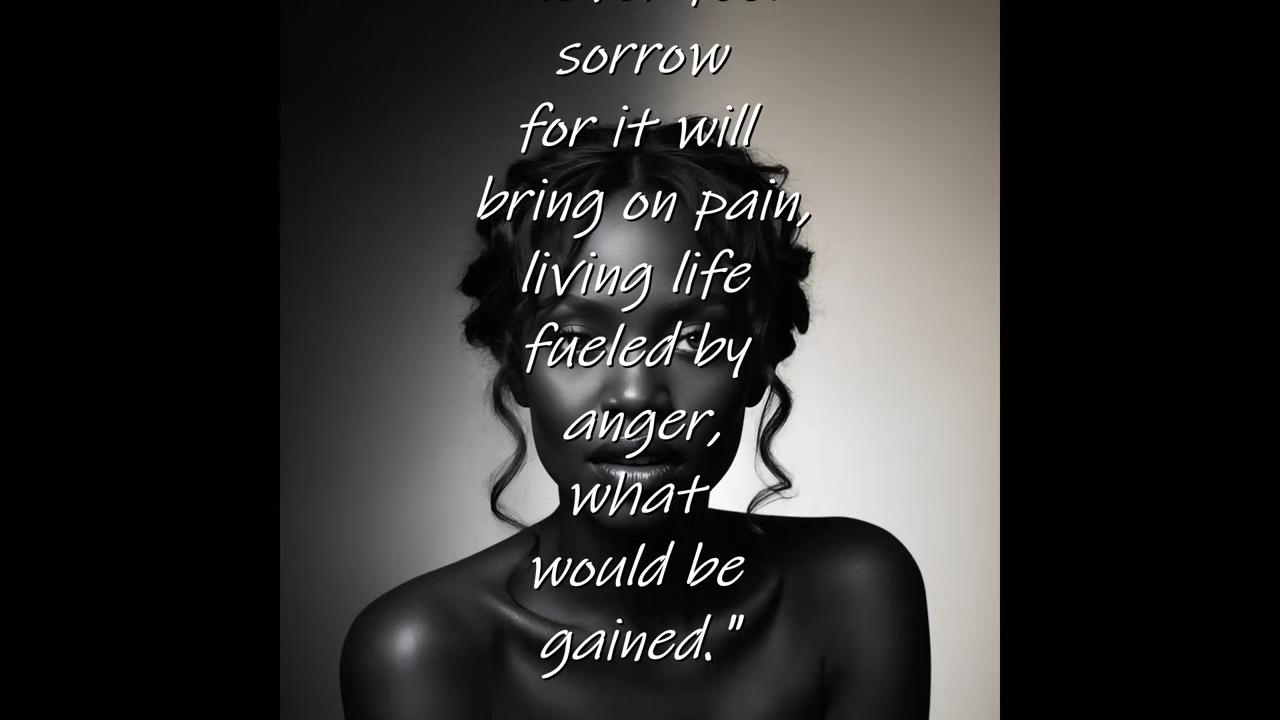 sorrow
for it will
bring on pain,
living life
fueled by
anger,
what
would be
gained."